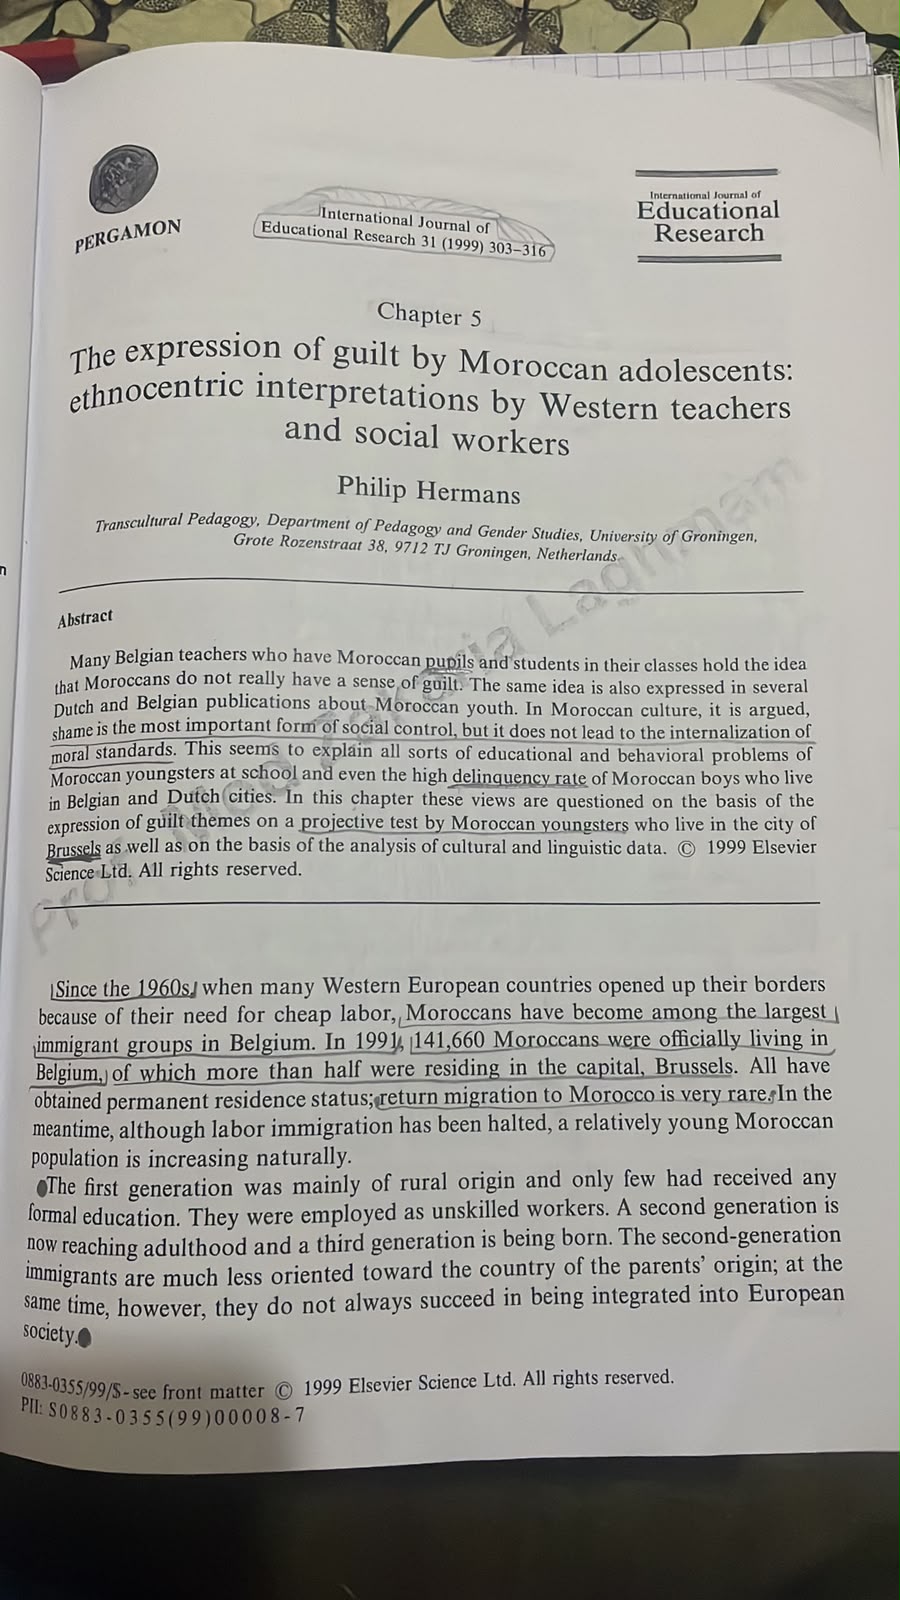 PERGAMON
International Journal of
Educational Research 31 (1999) 303–316
International Journal of
Educational
Research
Chapter 5
The expression of guilt by Moroccan adolescents:
ethnocentric interpretations by Western teachers
and social workers
Philip Hermans
Transcultural Pedagogy, Department of Pedagogy and Gender Studies, University of Groningen,
Grote Rozenstraat 38, 9712 TJ Groningen, Netherlands
Prof. Med Zakaria Laghmam
n
Abstract
Many Belgian teachers who have Moroccan pupils and students in their classes hold the idea
that Moroccans do not really have a sense of guilt. The same idea is also expressed in several
Dutch and Belgian publications about Moroccan youth. In Moroccan culture, it is argued,
shame is the most important form of social control, but it does not lead to the internalization of
moral standards. This seems to explain all sorts of educational and behavioral problems of
Moroccan youngsters at school and even the high delinquency rate of Moroccan boys who live
in Belgian and Dutch cities. In this chapter these views are questioned on the basis of the
expression of guilt themes on a projective test by Moroccan youngsters who live in the city of
Brussels as well as on the basis of the analysis of cultural and linguistic data. © 1999 Elsevier
Science Ltd. All rights reserved.
Since the 1960s, when many Western European countries opened up their borders
because of their need for cheap labor, Moroccans have become among the largest
immigrant groups in Belgium. In 1991, 141,660 Moroccans were officially living in
Belgium, of which more than half were residing in the capital, Brussels. All have
obtained permanent residence status; return migration to Morocco is very rare. In the
meantime, although labor immigration has been halted, a relatively young Moroccan
population is increasing naturally.
The first generation was mainly of rural origin and only few had received any
formal education. They were employed as unskilled workers. A second generation is
now reaching adulthood and a third generation is being born. The second-generation
immigrants are much less oriented toward the country of the parents' origin; at the
same time, however, they do not always succeed in being integrated into European
society.
0883-0355/99/$-see front matter © 1999 Elsevier Science Ltd. All rights reserved.
PII: S0883-0355(99)00008-7